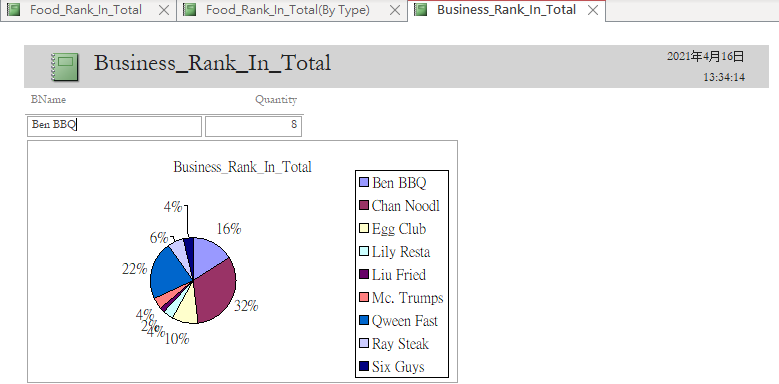 Food_Rank_In_Total
Food_Rank_In_Total(By Type)
Business_Rank_In_Total
Business_Rank_In_Total
2021年4月16日
13:34:14
BName
Quantity
Ben BBQ
8
Business_Rank_In_Total
4%
6%
22%
4%
2%
4%
10%
32%
16%
Ben BBQ
Chan Noodl
Egg Club
Lily Resta
Liu Fried
Mc. Trumps
Qween Fast
Ray Steak
Six Guys